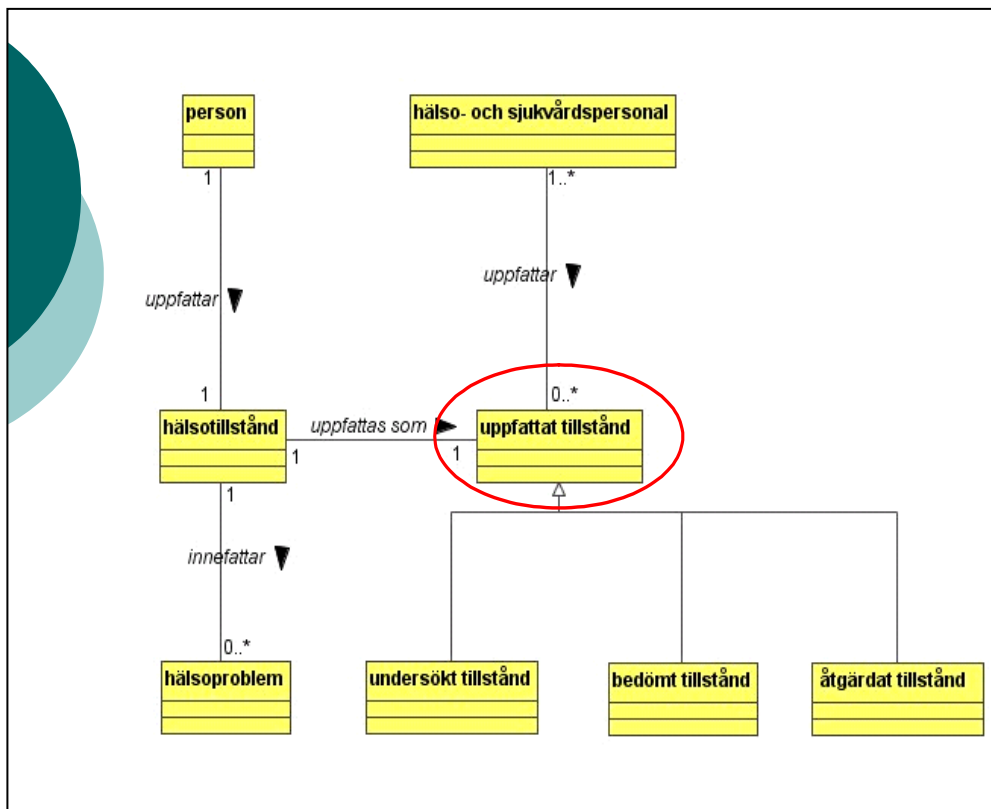 person
hälso- och sjukvårdspersonal
1
1..*
uppfattar
uppfattar
1
0..*
hälsotillstånd
uppfattas som
uppfattat tillstånd
1
1
1
innefattar
0..*
hälsoproblem
undersökt tillstånd
bedömt tillstånd
åtgärdat tillstånd